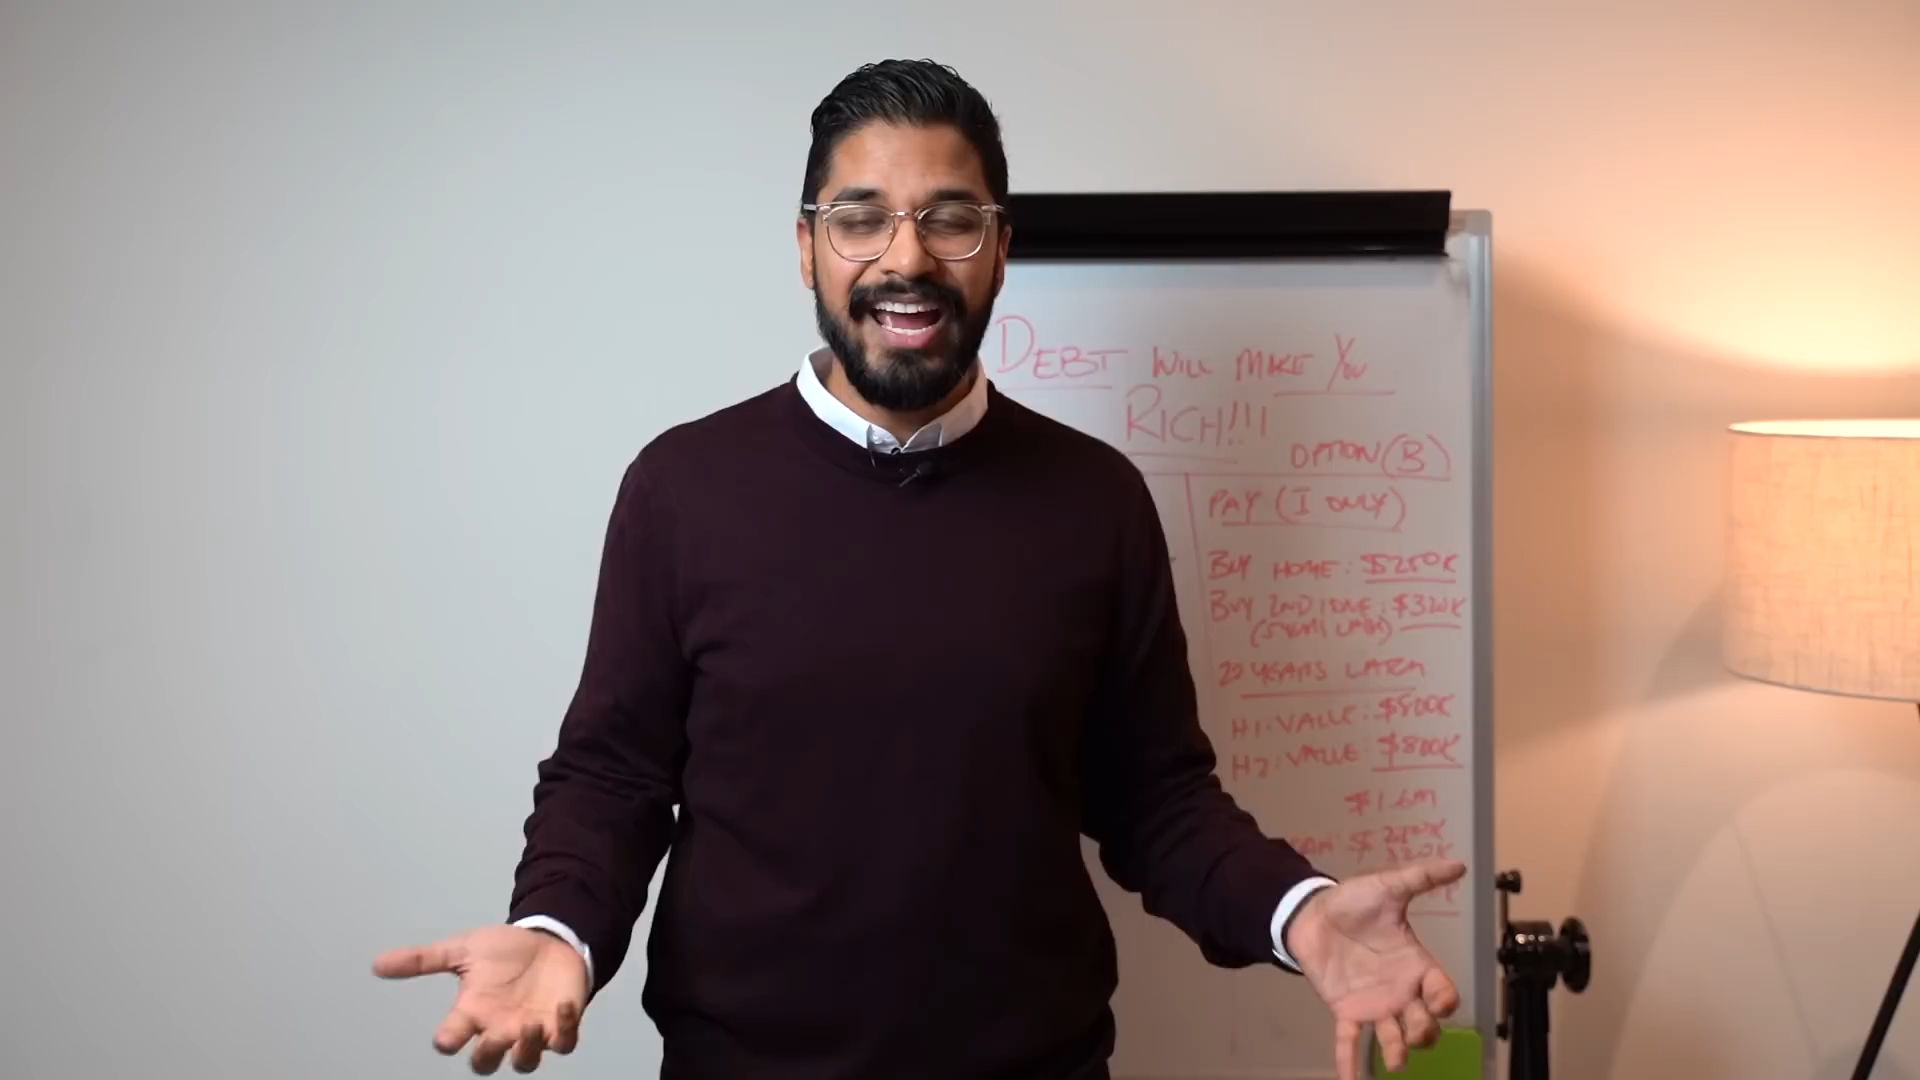 DEBT WILL MAKE YOU
RICH!!!
OPTION (B)
PAY (I ONLY)
BUY HOME: $250K
BUY 2ND : $320K
20 YEARS LATER
H1: VALUE: $800K
H2: VALUE: $800K
$1.6M